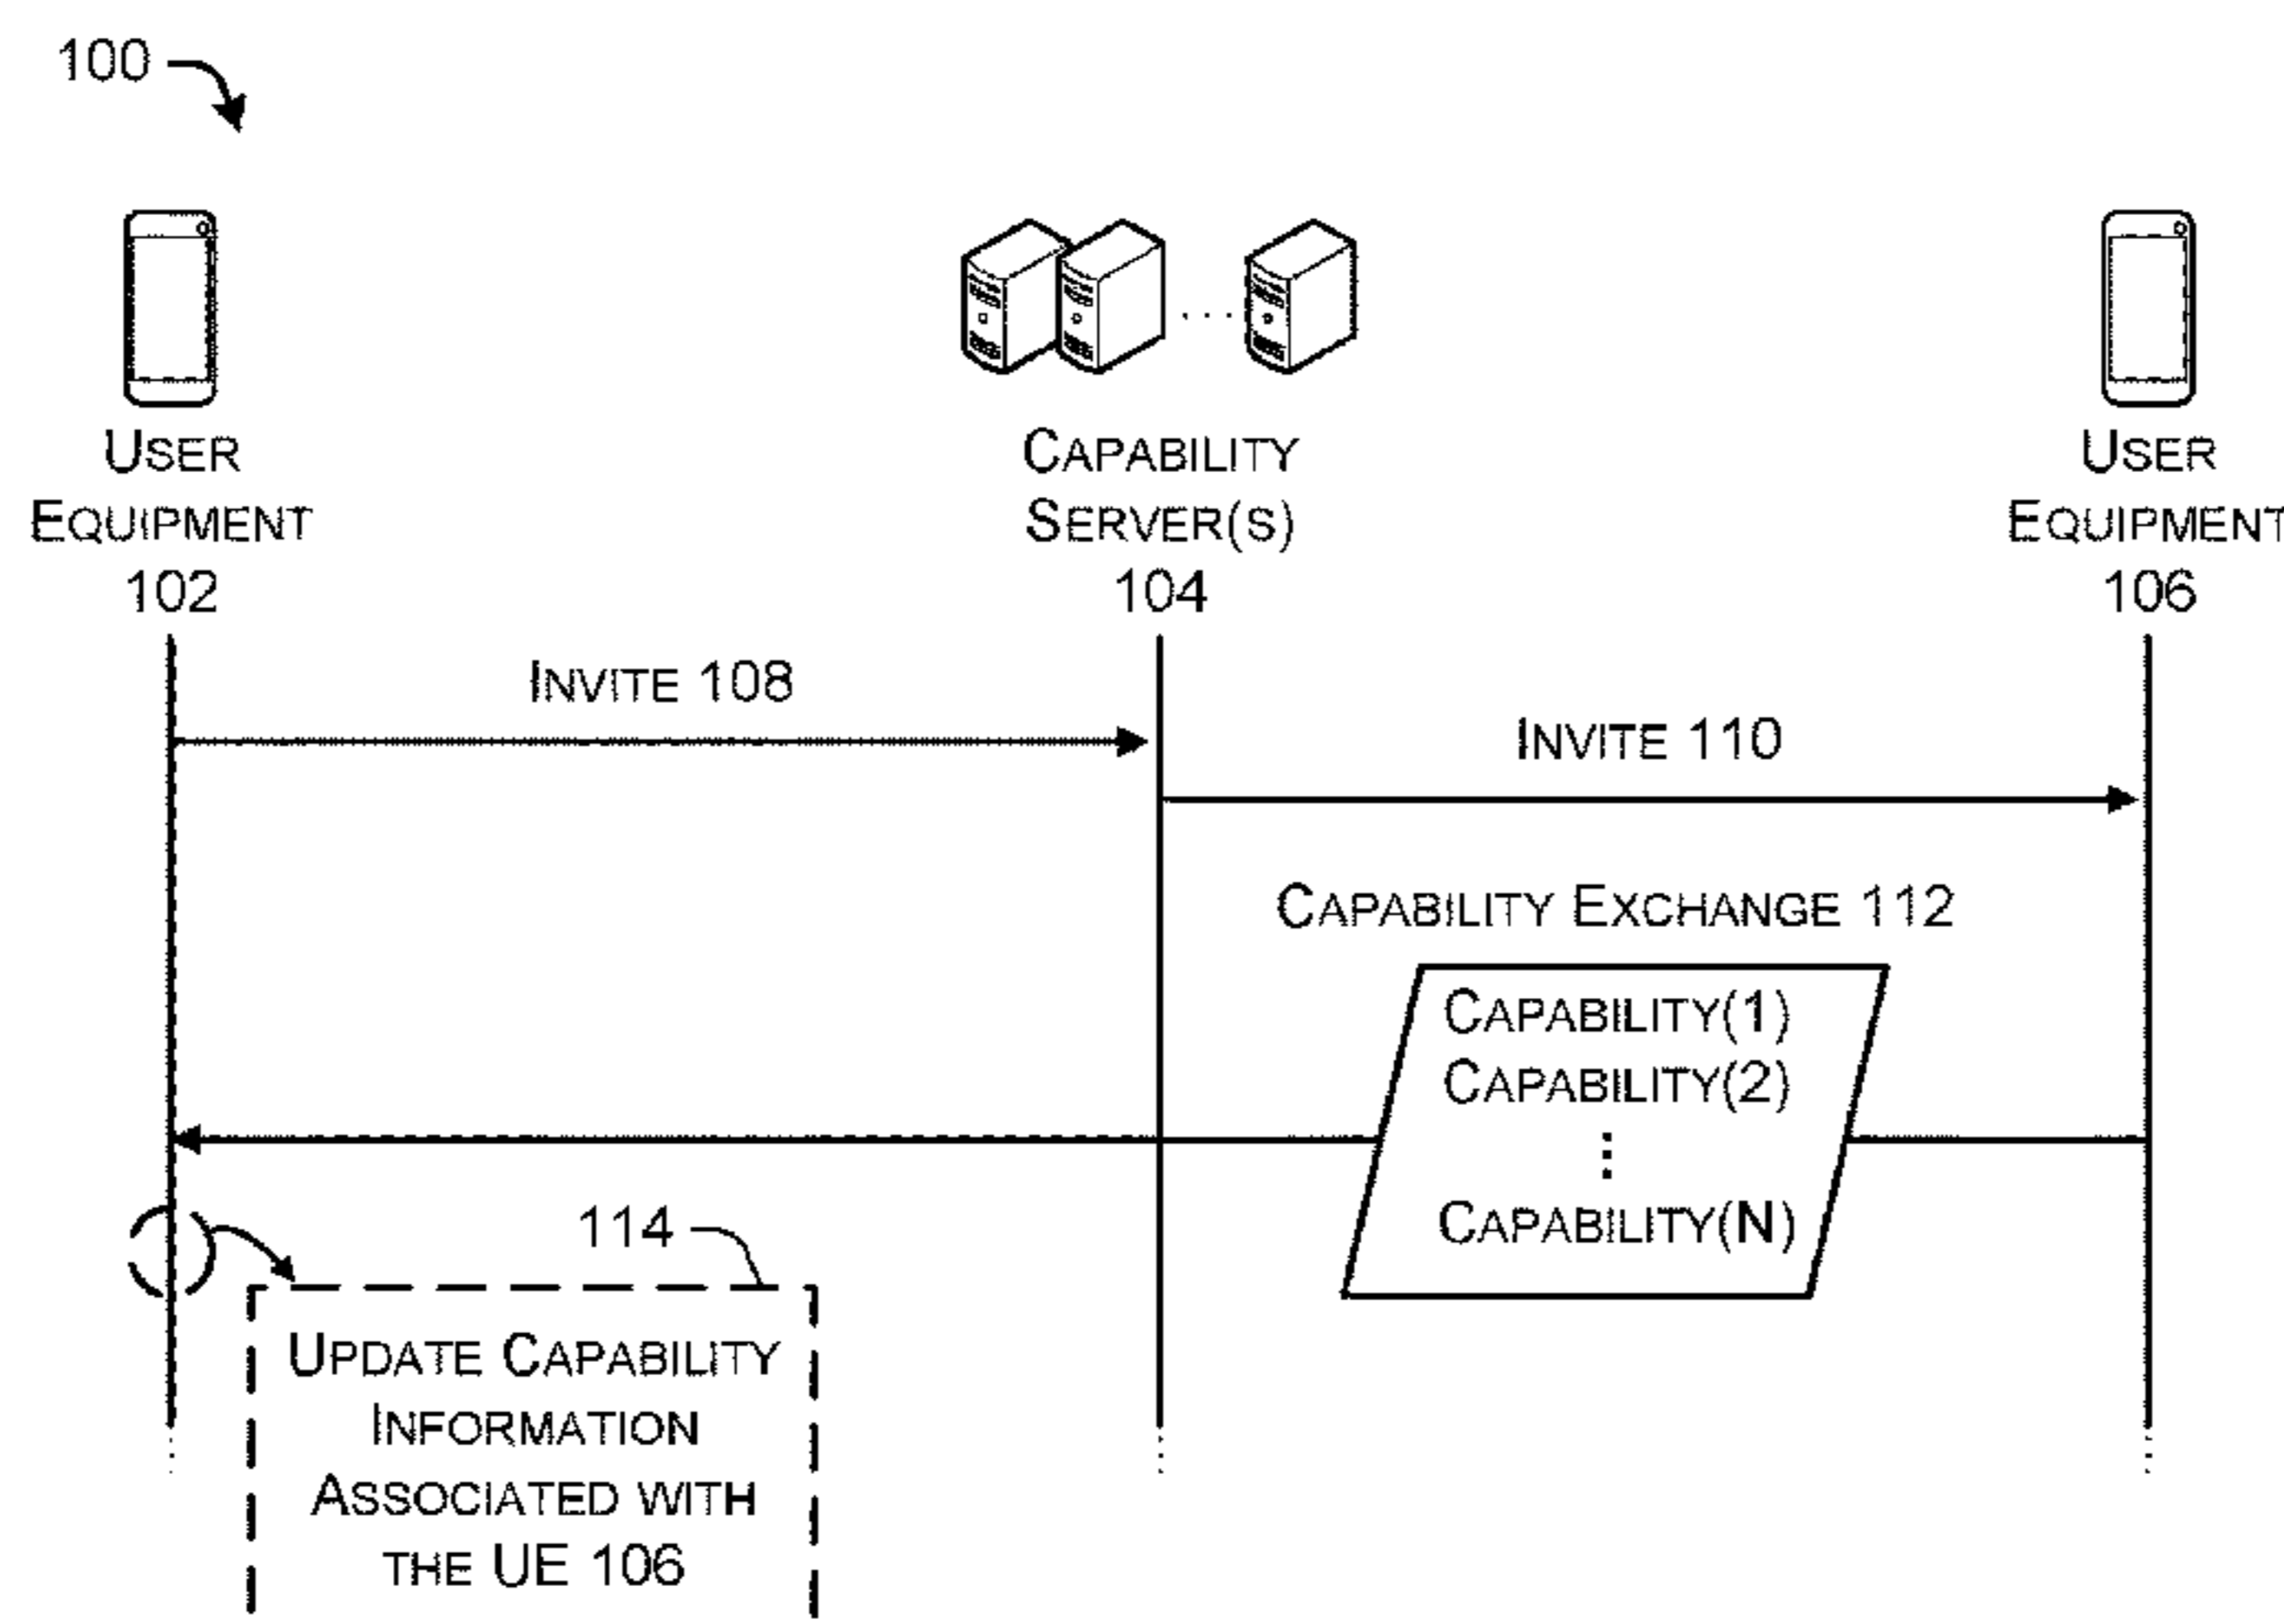 100
USER
EQUIPMENT
102
CAPABILITY
SERVER(S)
104
USER
EQUIPMENT
106
INVITE 108
INVITE 110
CAPABILITY EXCHANGE 112
CAPABILITY(1)
CAPABILITY(2)
⋮
CAPABILITY(N)
114
UPDATE CAPABILITY
INFORMATION
ASSOCIATED WITH
THE UE 106